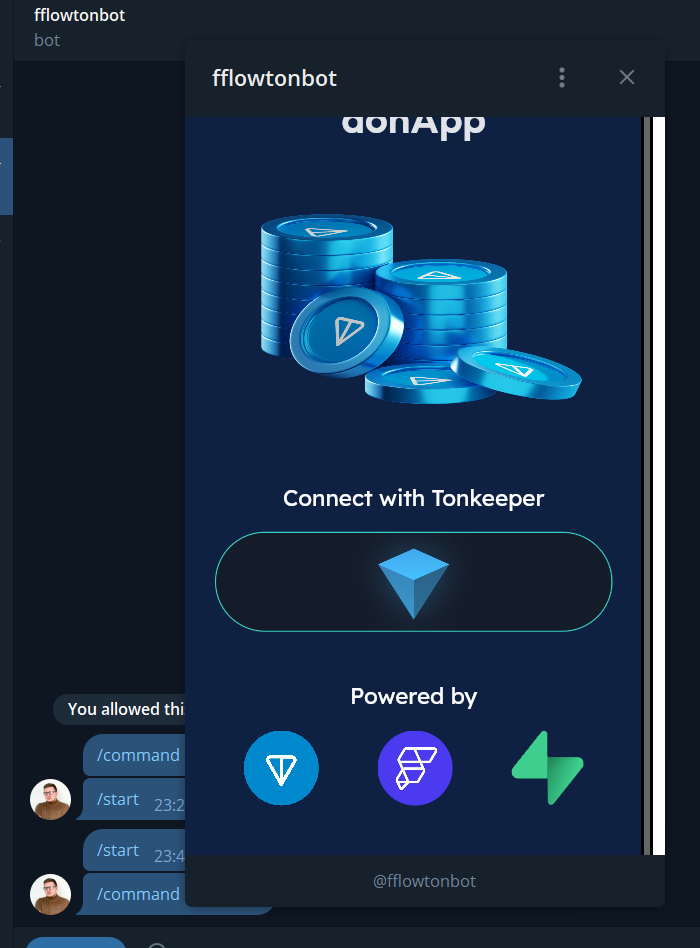 fflowtonbot
bot
fflowtonbot
donApp
Connect with Tonkeeper
Powered by
You allowed thi
/command
/start 23:2
/start 23:4
/command
@fflowtonbot